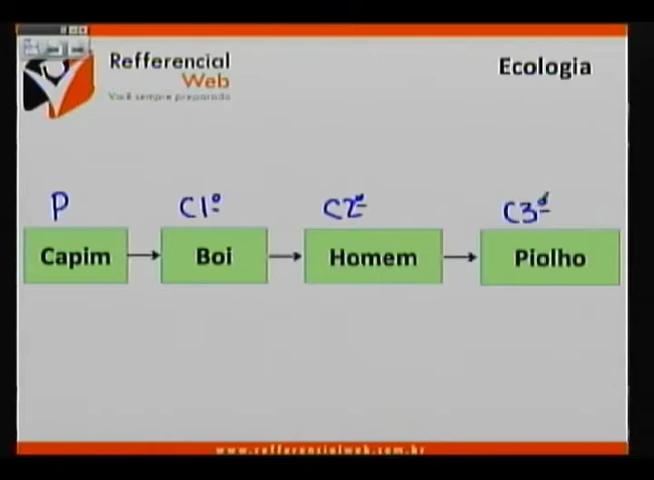 Refferencial
Web
Você sempre preparado
Ecologia
P C1º C2º C3º
Capim Boi Homem Piolho
www.refferencialweb.com.br